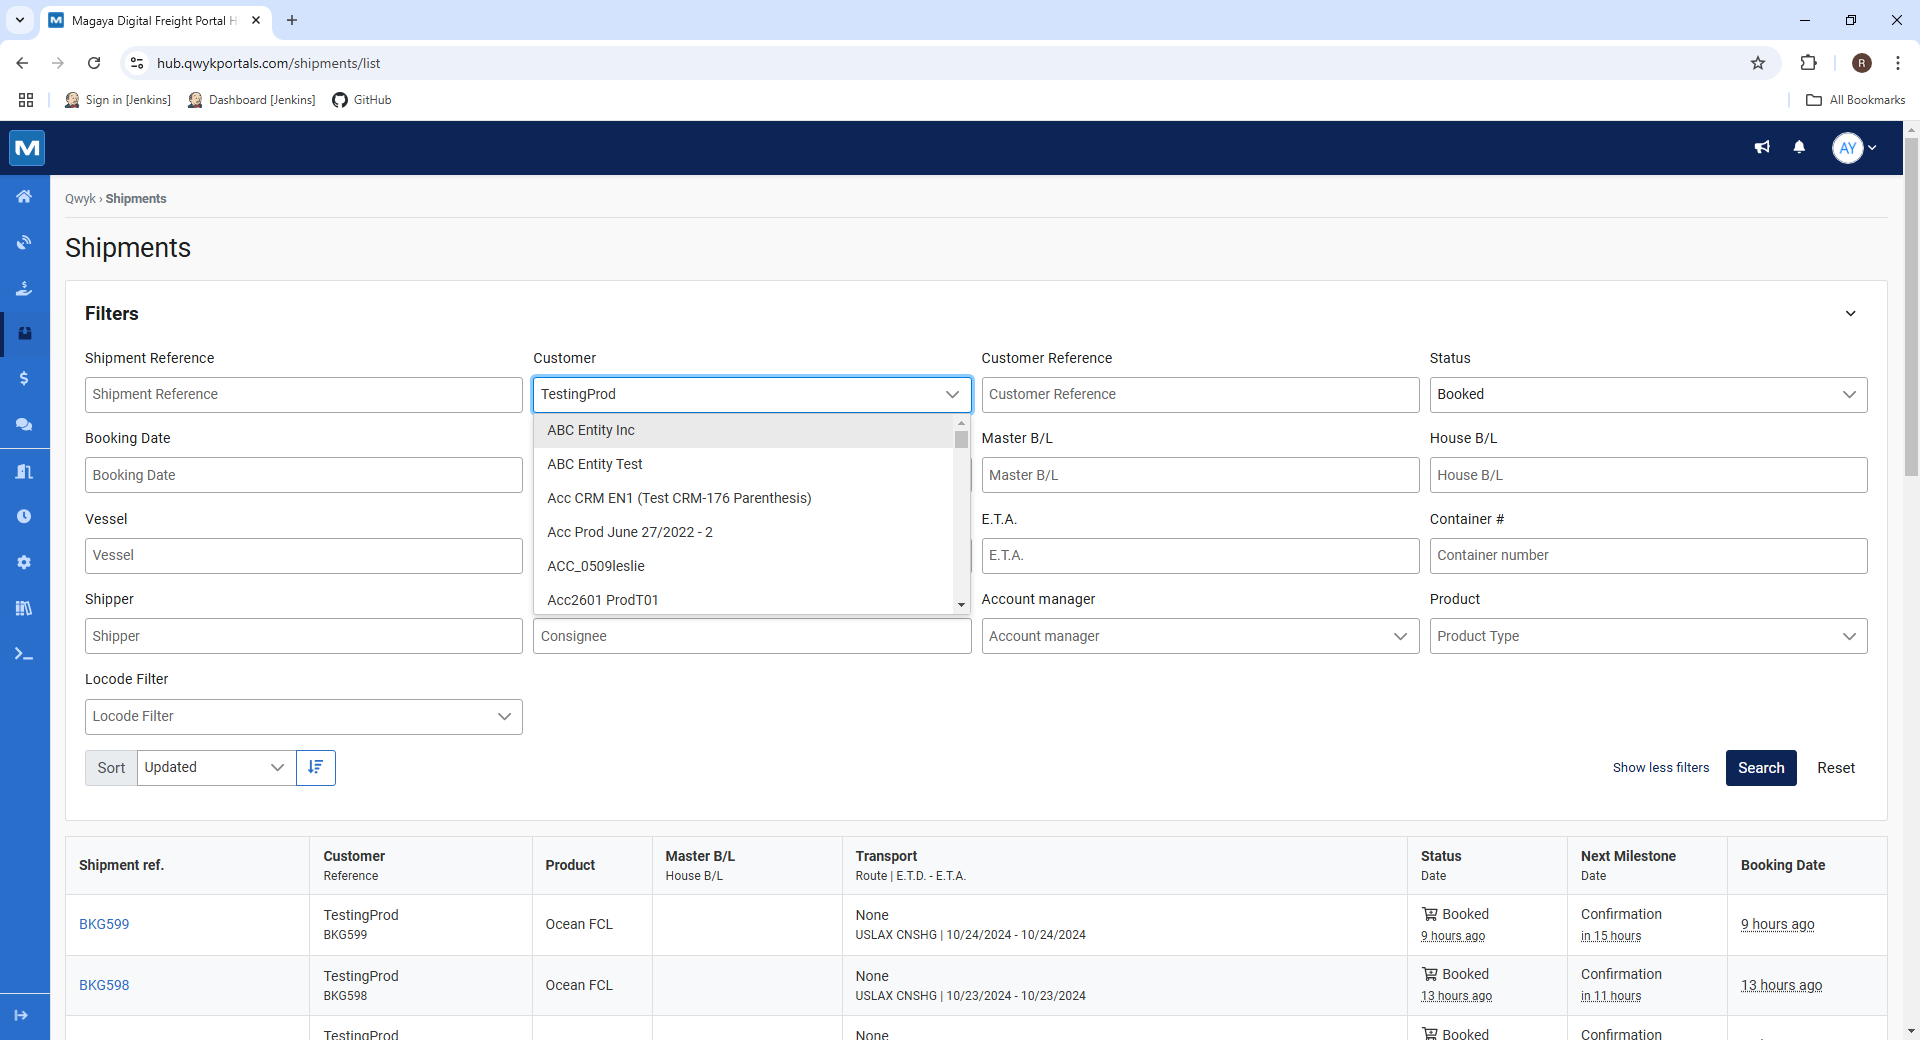 Magaya Digital Freight Portal H
hub.qwykportals.com/shipments/list
R
Sign in [Jenkins]
Dashboard [Jenkins]
GitHub
All Bookmarks
M
AY
Qwyk › Shipments
Shipments
Filters
Shipment Reference
Customer
Customer Reference
Status
Shipment Reference
TestingProd
Customer Reference
Booked
ABC Entity Inc
ABC Entity Test
Acc CRM EN1 (Test CRM-176 Parenthesis)
Acc Prod June 27/2022 - 2
ACC_0509leslie
Acc2601 ProdT01
Booking Date
Master B/L
House B/L
Booking Date
Master B/L
House B/L
Vessel
E.T.A.
Container #
Vessel
E.T.A.
Container number
Shipper
Account manager
Product
Shipper
Consignee
Account manager
Product Type
Locode Filter
Locode Filter
Sort
Updated
Show less filters
Search
Reset
Shipment ref.
Customer
Reference
Product
Master B/L
House B/L
Transport
Route | E.T.D. - E.T.A.
Status
Date
Next Milestone
Date
Booking Date
BKG599
TestingProd
BKG599
Ocean FCL
None
USLAX CNSHG | 10/24/2024 - 10/24/2024
Booked
9 hours ago
Confirmation
in 15 hours
9 hours ago
BKG598
TestingProd
BKG598
Ocean FCL
None
USLAX CNSHG | 10/23/2024 - 10/23/2024
Booked
13 hours ago
Confirmation
in 11 hours
13 hours ago
TestingProd
None
Booked
Confirmation